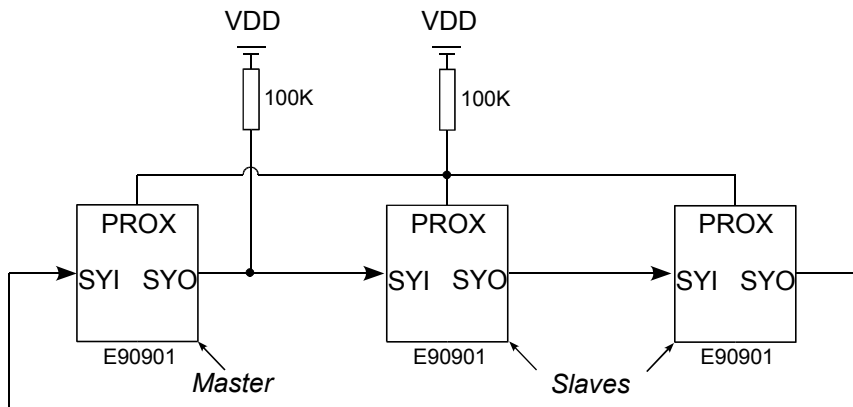 VDD VDD
100K 100K
PROX PROX PROX
SYI SYO SYI SYO SYI SYO
E90901 E90901 E90901
Master Slaves